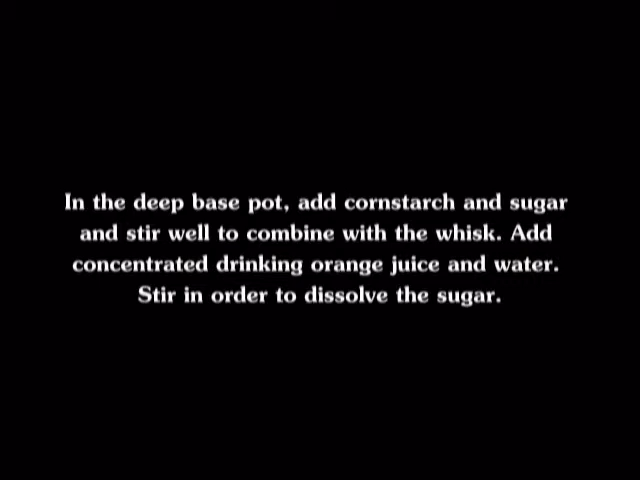 In the deep base pot, add cornstarch and sugar
and stir well to combine with the whisk. Add
concentrated drinking orange juice and water.
Stir in order to dissolve the sugar.